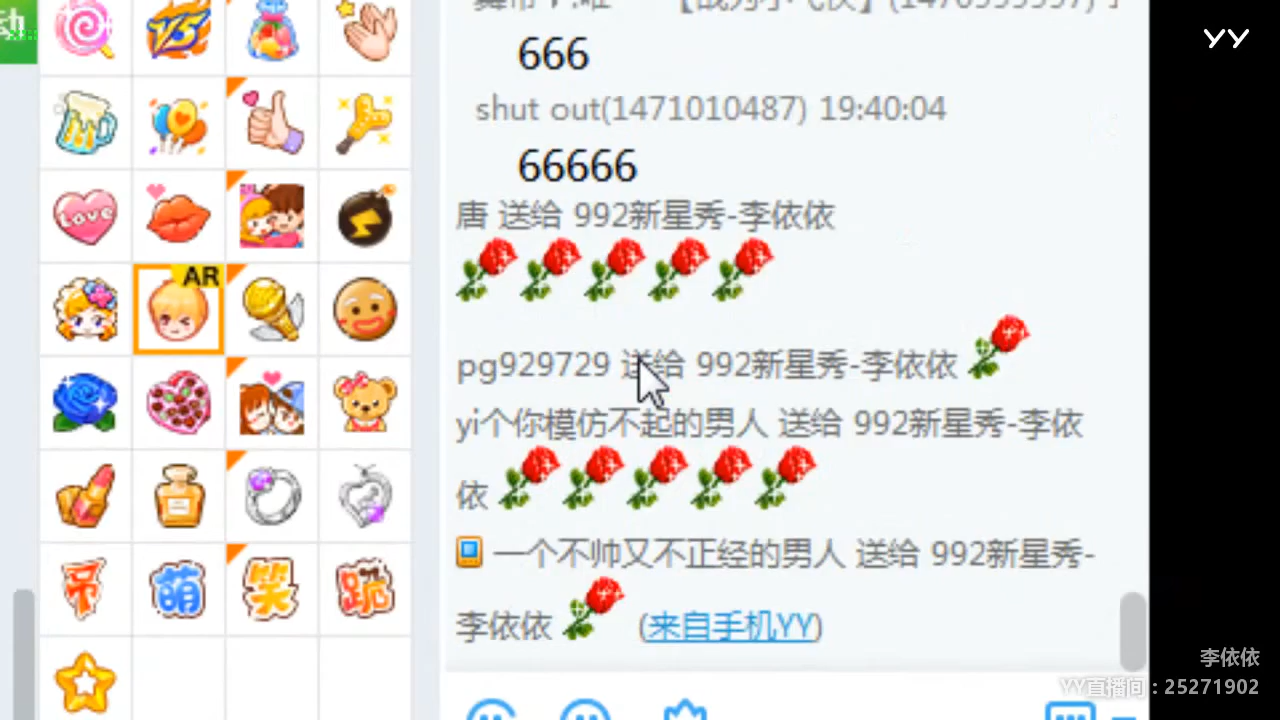 YY
666
shut out(1471010487) 19:40:04
66666
唐 送给 992新星秀-李依依
pg929729 送给 992新星秀-李依依
yi个你模仿不起的男人 送给 992新星秀-李依
依
一个不帅又不正经的男人 送给 992新星秀-
李依依 (来自手机YY)
VS
Love
AR
吊 萌 笑 跪
李依依
YY直播间:25271902